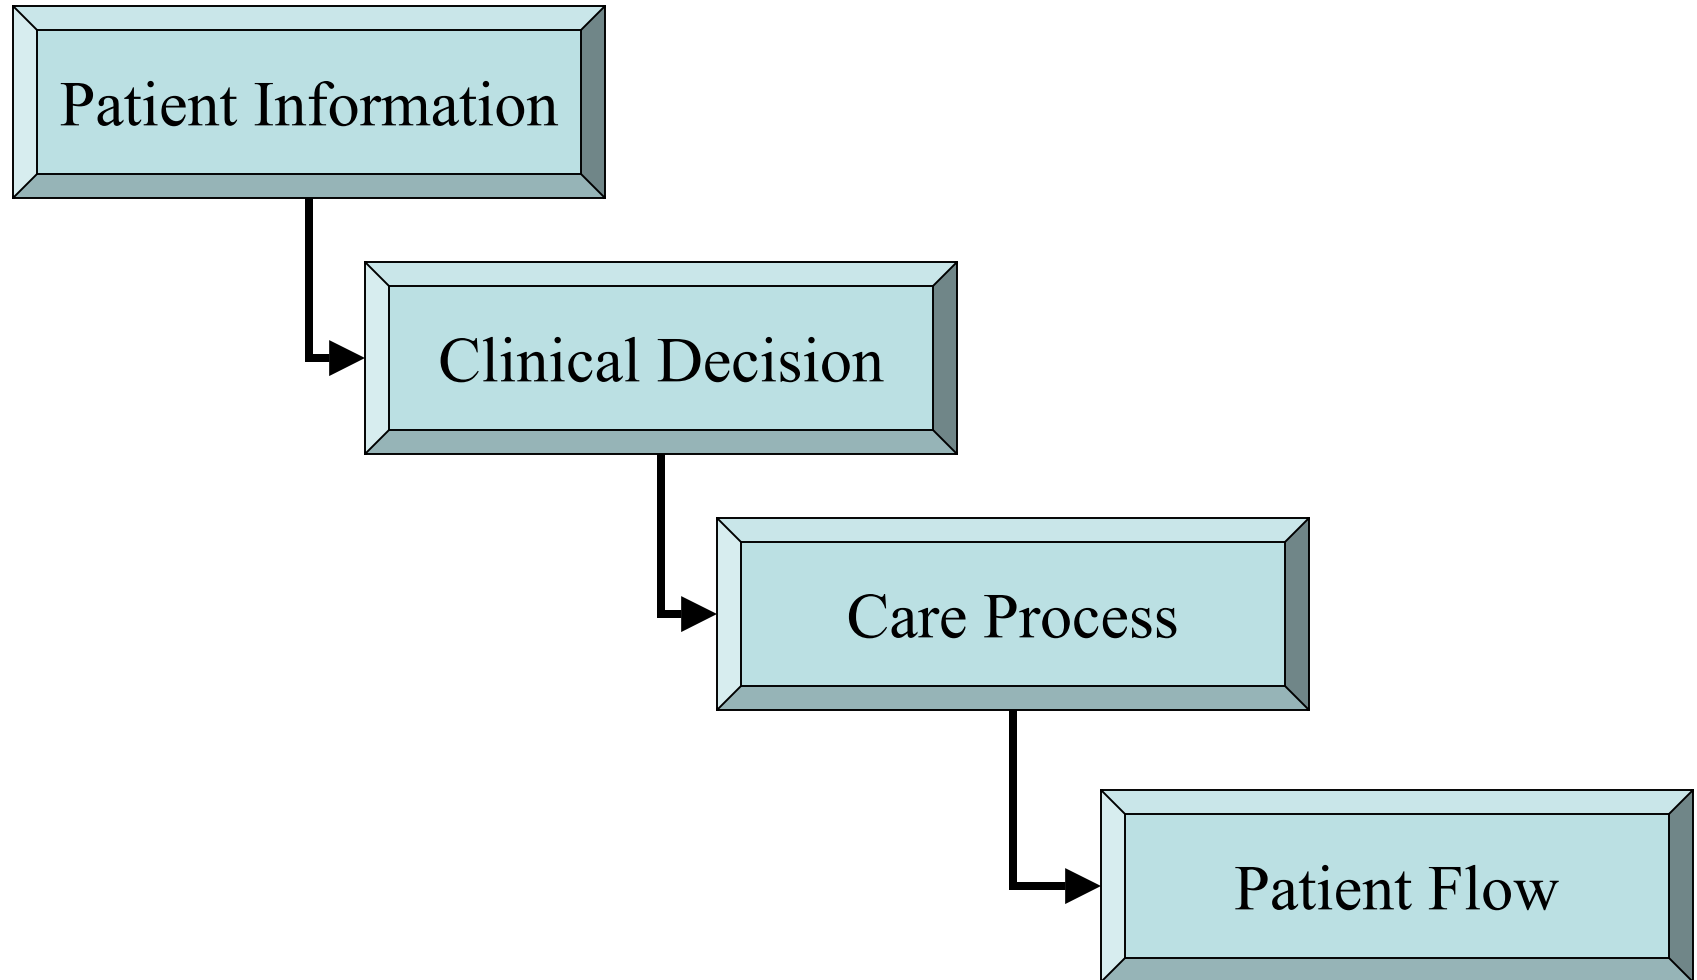 Patient Information
Clinical Decision
Care Process
Patient Flow